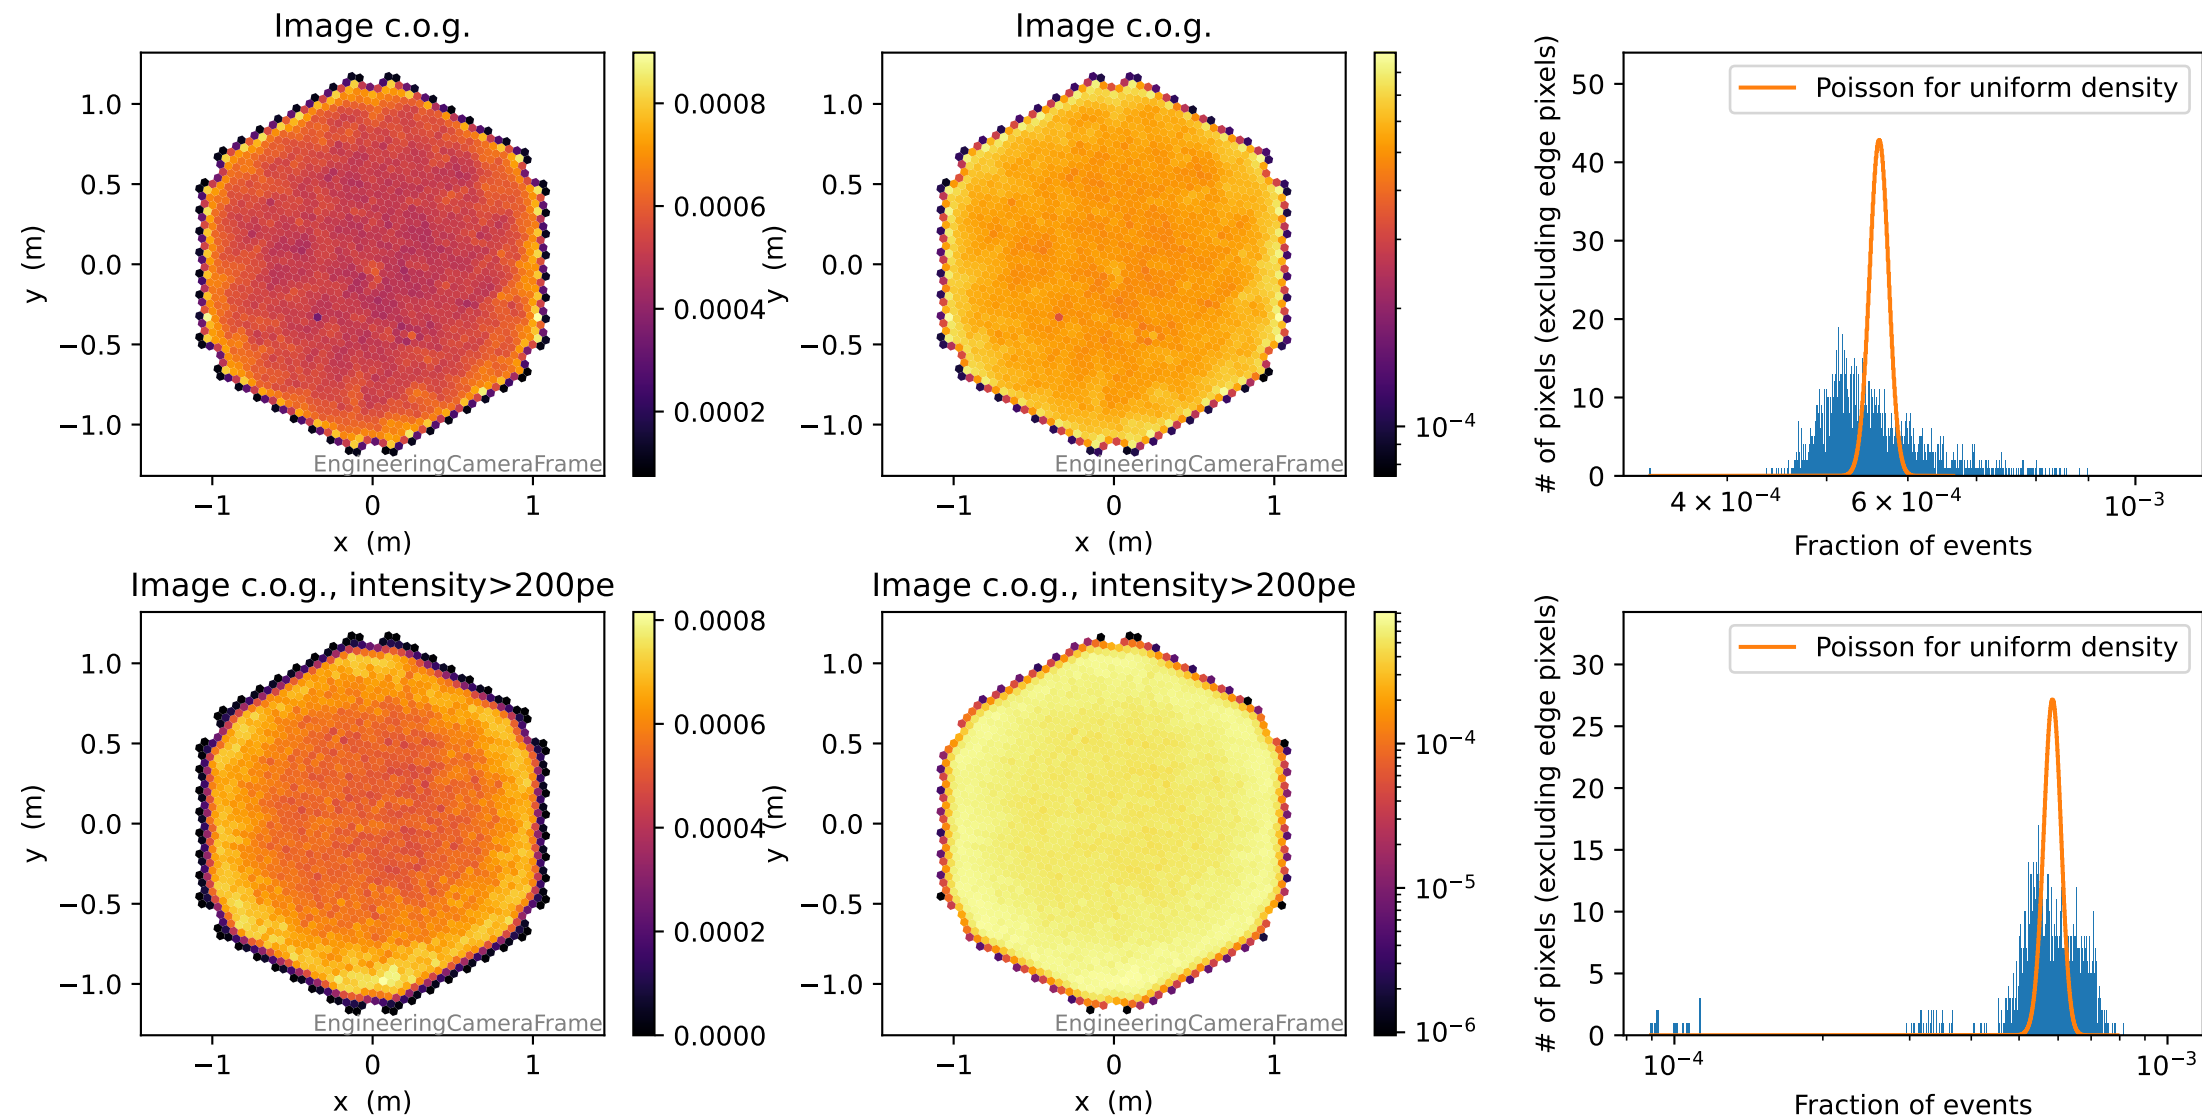 Image c.o.g.
1.0
0.5
0.0
−0.5
−1.0
y (m)
−1
0
1
x (m)
EngineeringCameraFrame
0.0008
0.0006
0.0004
0.0002
Image c.o.g.
1.0
0.5
0.0
−0.5
−1.0
y (m)
−1
0
1
x (m)
EngineeringCameraFrame
10⁻⁴
Poisson for uniform density
50
40
30
20
10
0
# of pixels (excluding edge pixels)
4 × 10⁻⁴
6 × 10⁻⁴
10⁻³
Fraction of events
Image c.o.g., intensity>200pe
1.0
0.5
0.0
−0.5
−1.0
y (m)
−1
0
1
x (m)
EngineeringCameraFrame
0.0008
0.0006
0.0004
0.0002
0.0000
Image c.o.g., intensity>200pe
1.0
0.5
0.0
−0.5
−1.0
y (m)
−1
0
1
x (m)
EngineeringCameraFrame
10⁻⁴
10⁻⁵
10⁻⁶
Poisson for uniform density
30
25
20
15
10
5
0
# of pixels (excluding edge pixels)
10⁻⁴
10⁻³
Fraction of events